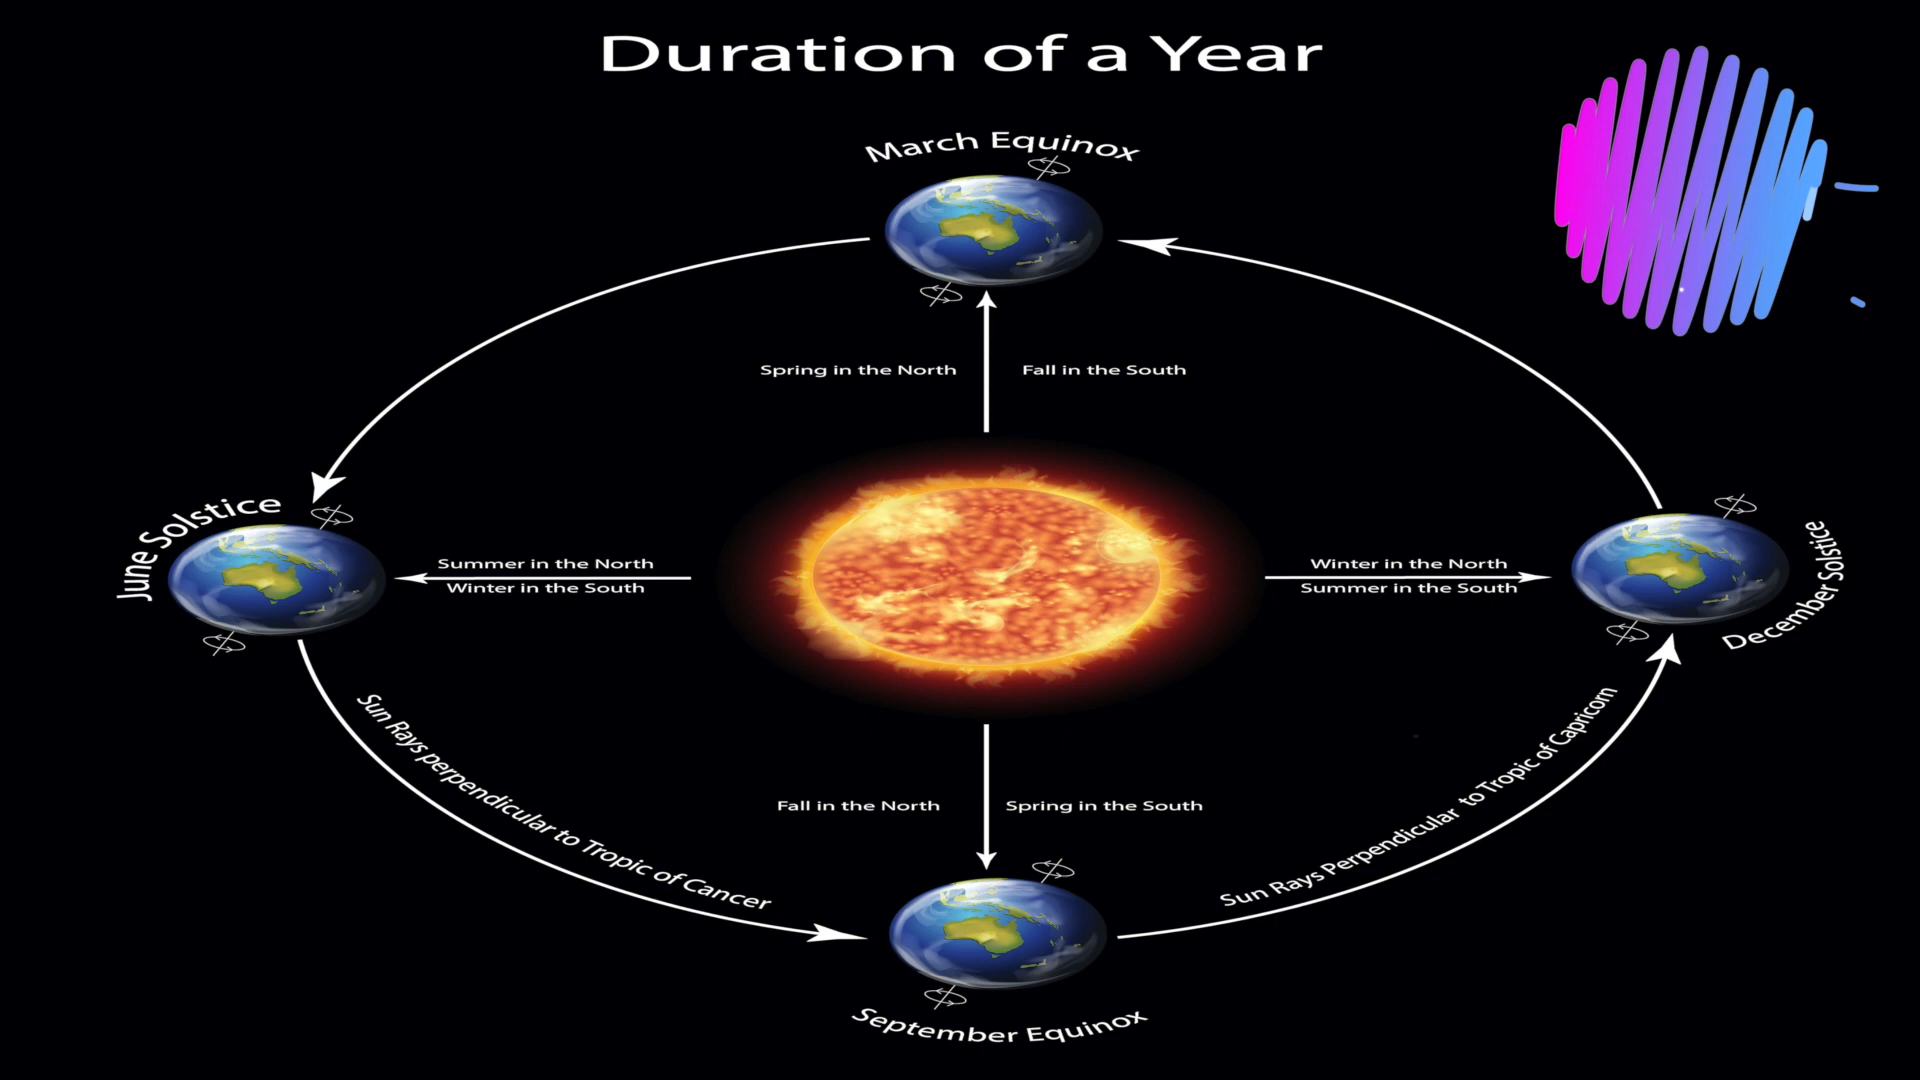 Duration of a Year
March Equinox
Spring in the North
Fall in the South
June Solstice
Summer in the North
Winter in the South
Winter in the North
Summer in the South
December Solstice
Sun Rays perpendicular to Tropic of Cancer
Sun Rays Perpendicular to Tropic of Capricorn
Fall in the North
Spring in the South
September Equinox